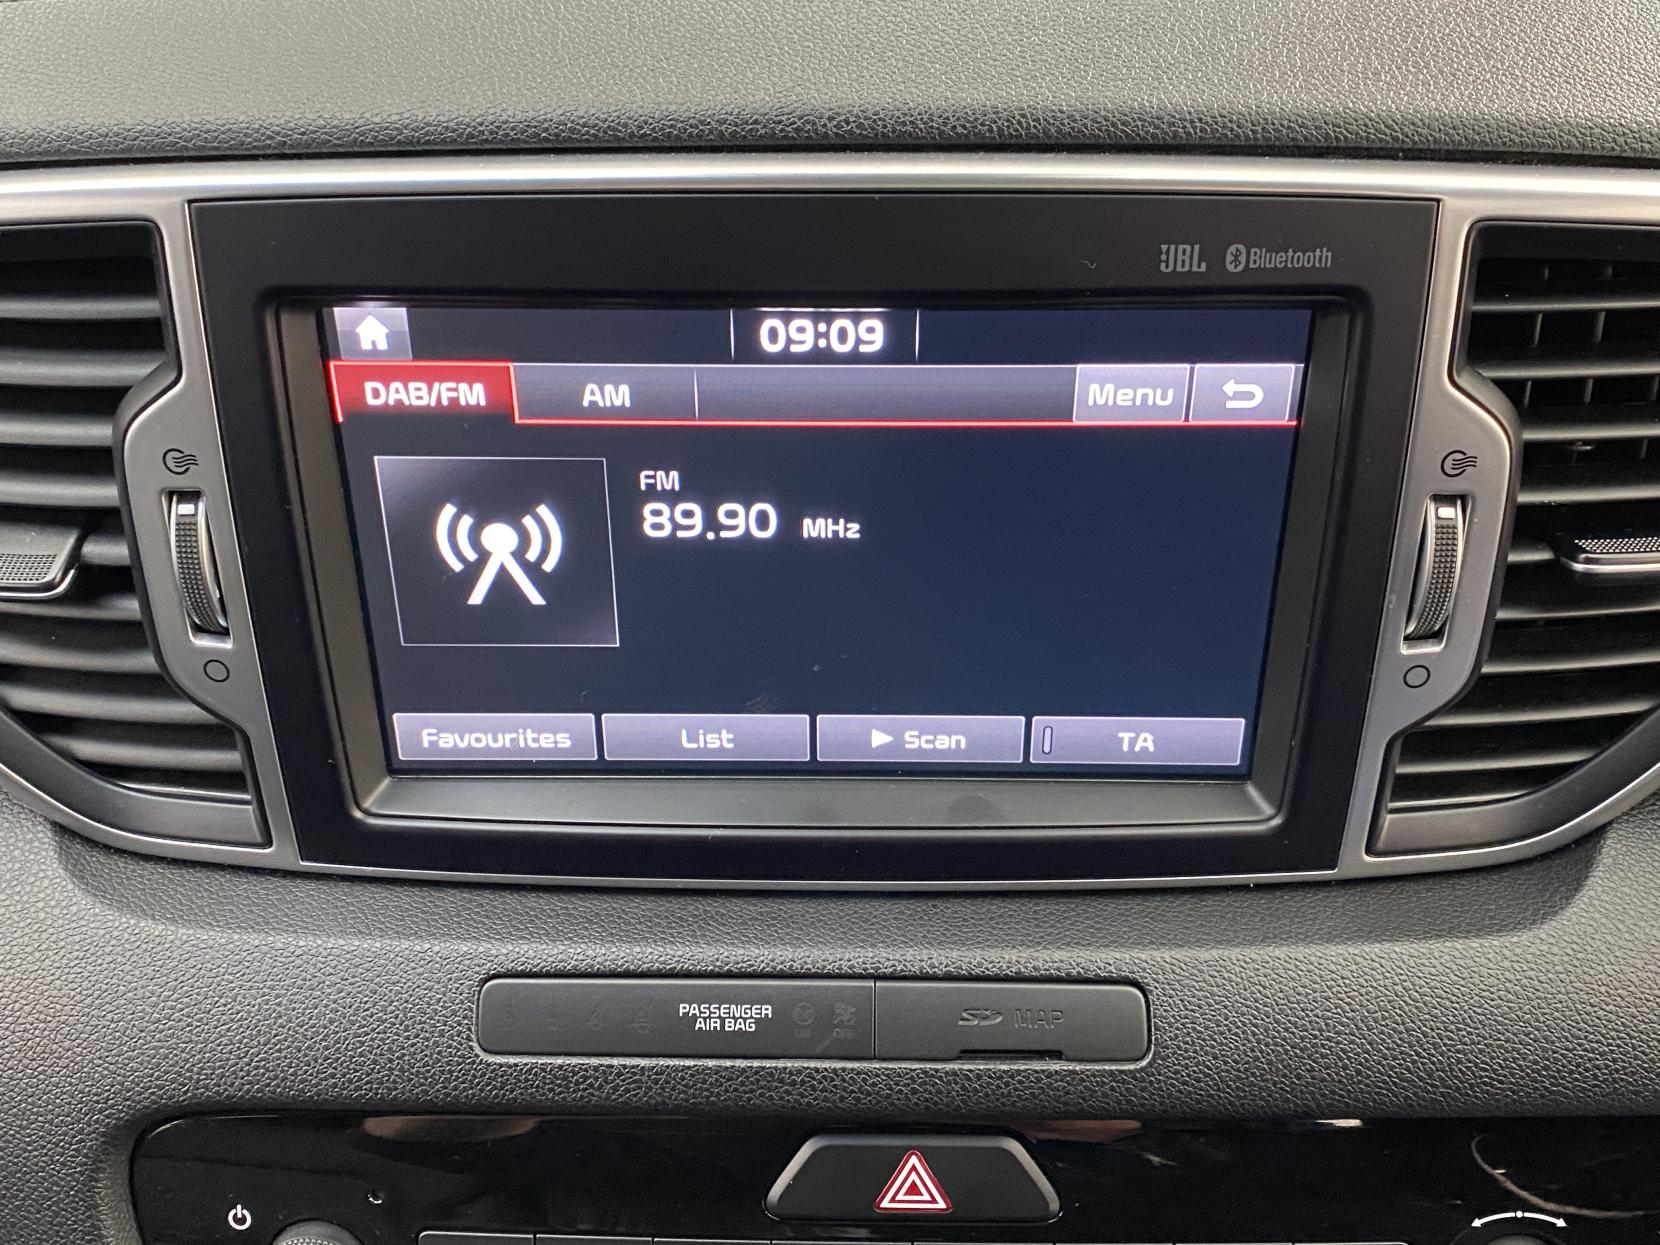 JBL Bluetooth
09:09
DAB/FM AM Menu
FM
89.90 MHz
Favourites List Scan TA
PASSENGER
AIR BAG
SD MAP